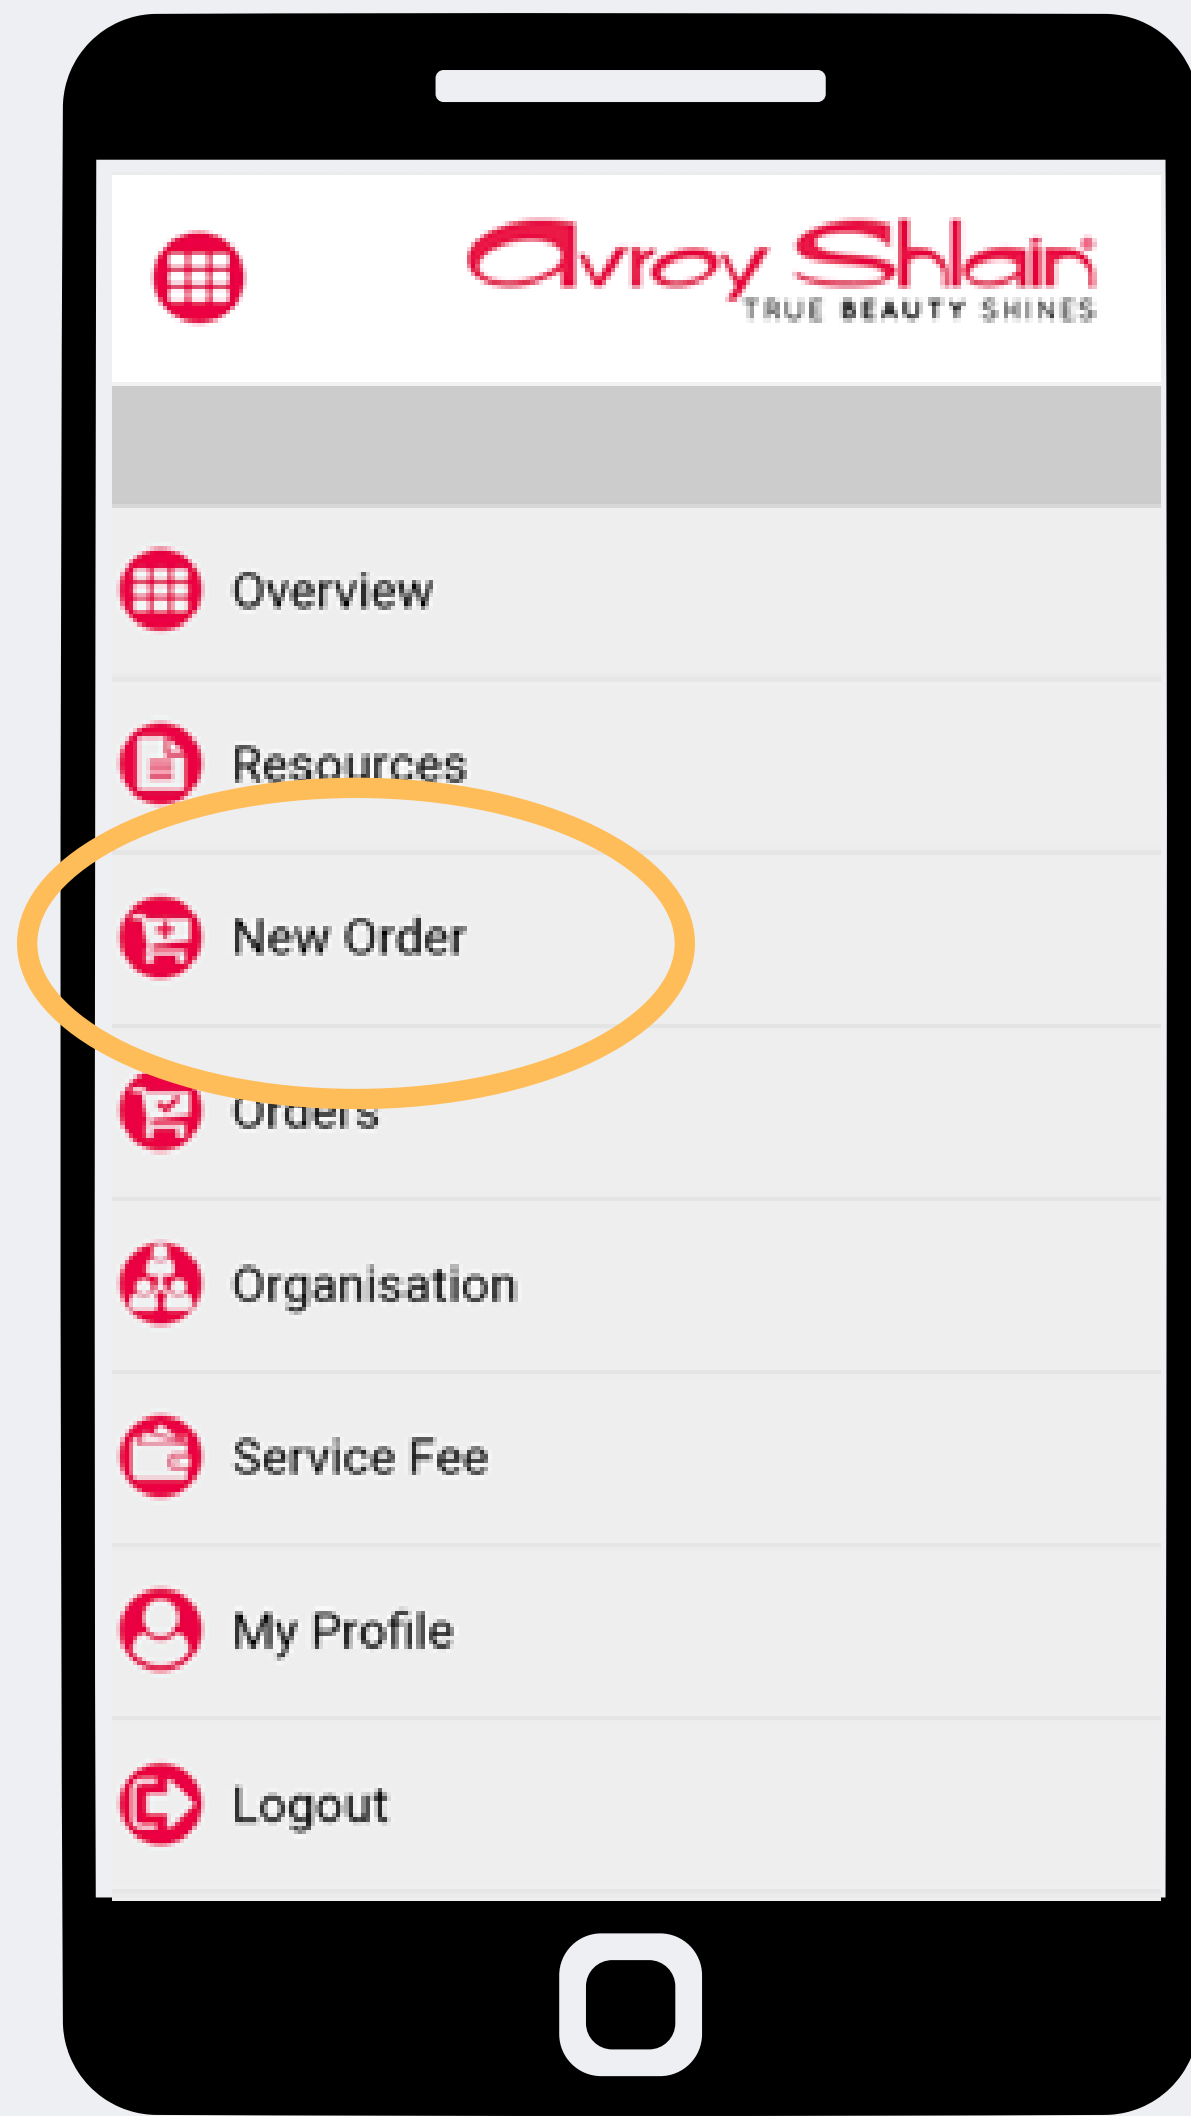 avroy Shlain®
TRUE BEAUTY SHINES
Overview
Resources
New Order
Orders
Organisation
Service Fee
My Profile
Logout